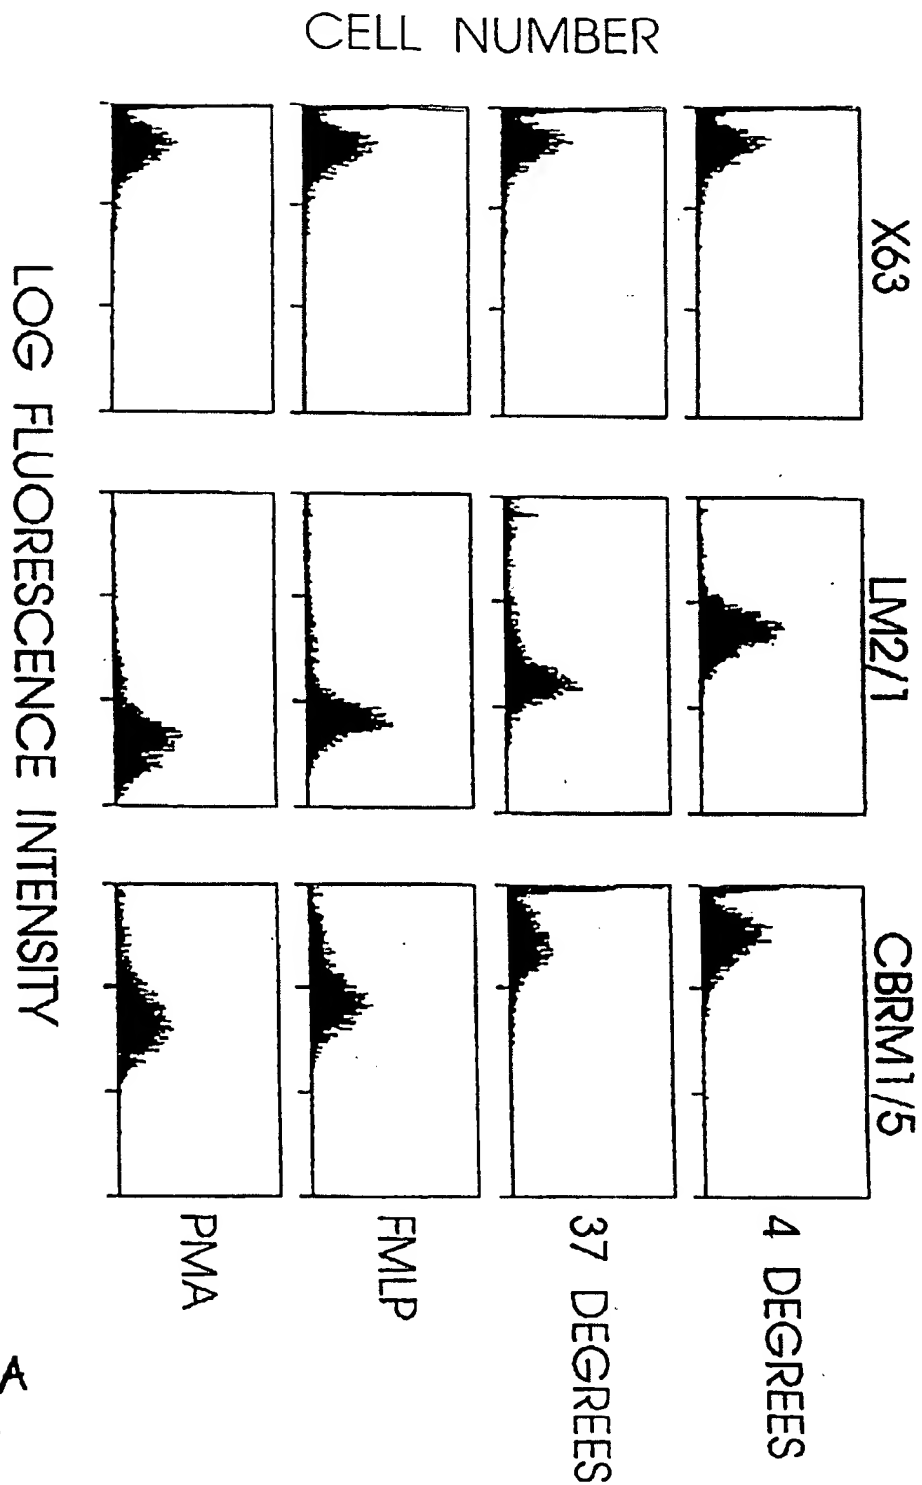 CELL NUMBER
X63
LM2/1
CBRM1/5
4 DEGREES
37 DEGREES
FMLP
PMA
LOG FLUORESCENCE INTENSITY
A